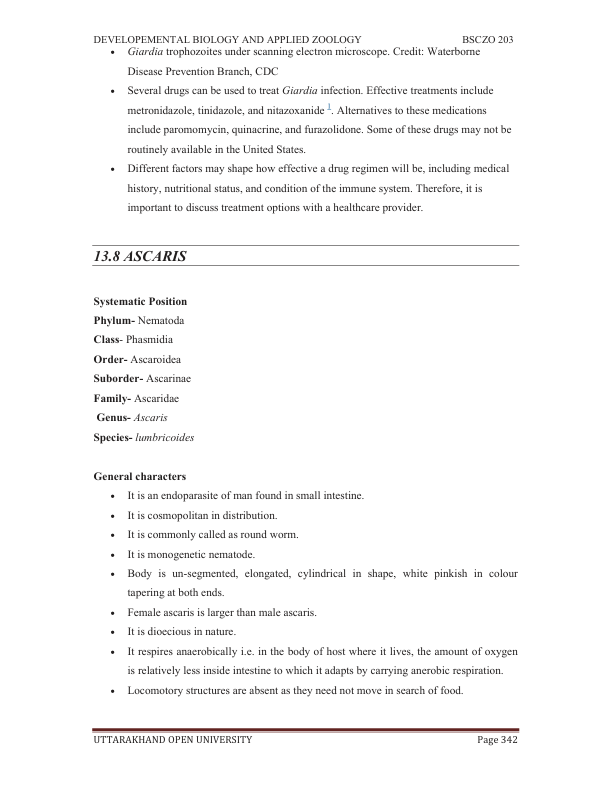 DEVELOPEMENTAL BIOLOGY AND APPLIED ZOOLOGY BSCZO 203
• Giardia trophozoites under scanning electron microscope. Credit: Waterborne
Disease Prevention Branch, CDC
• Several drugs can be used to treat Giardia infection. Effective treatments include
metronidazole, tinidazole, and nitazoxanide 1. Alternatives to these medications
include paromomycin, quinacrine, and furazolidone. Some of these drugs may not be
routinely available in the United States.
• Different factors may shape how effective a drug regimen will be, including medical
history, nutritional status, and condition of the immune system. Therefore, it is
important to discuss treatment options with a healthcare provider.
13.8 ASCARIS
Systematic Position
Phylum- Nematoda
Class- Phasmidia
Order- Ascaroidea
Suborder- Ascarinae
Family- Ascaridae
Genus- Ascaris
Species- lumbricoides
General characters
• It is an endoparasite of man found in small intestine.
• It is cosmopolitan in distribution.
• It is commonly called as round worm.
• It is monogenetic nematode.
• Body is un-segmented, elongated, cylindrical in shape, white pinkish in colour
tapering at both ends.
• Female ascaris is larger than male ascaris.
• It is dioecious in nature.
• It respires anaerobically i.e. in the body of host where it lives, the amount of oxygen
is relatively less inside intestine to which it adapts by carrying anerobic respiration.
• Locomotory structures are absent as they need not move in search of food.
UTTARAKHAND OPEN UNIVERSITY Page 342